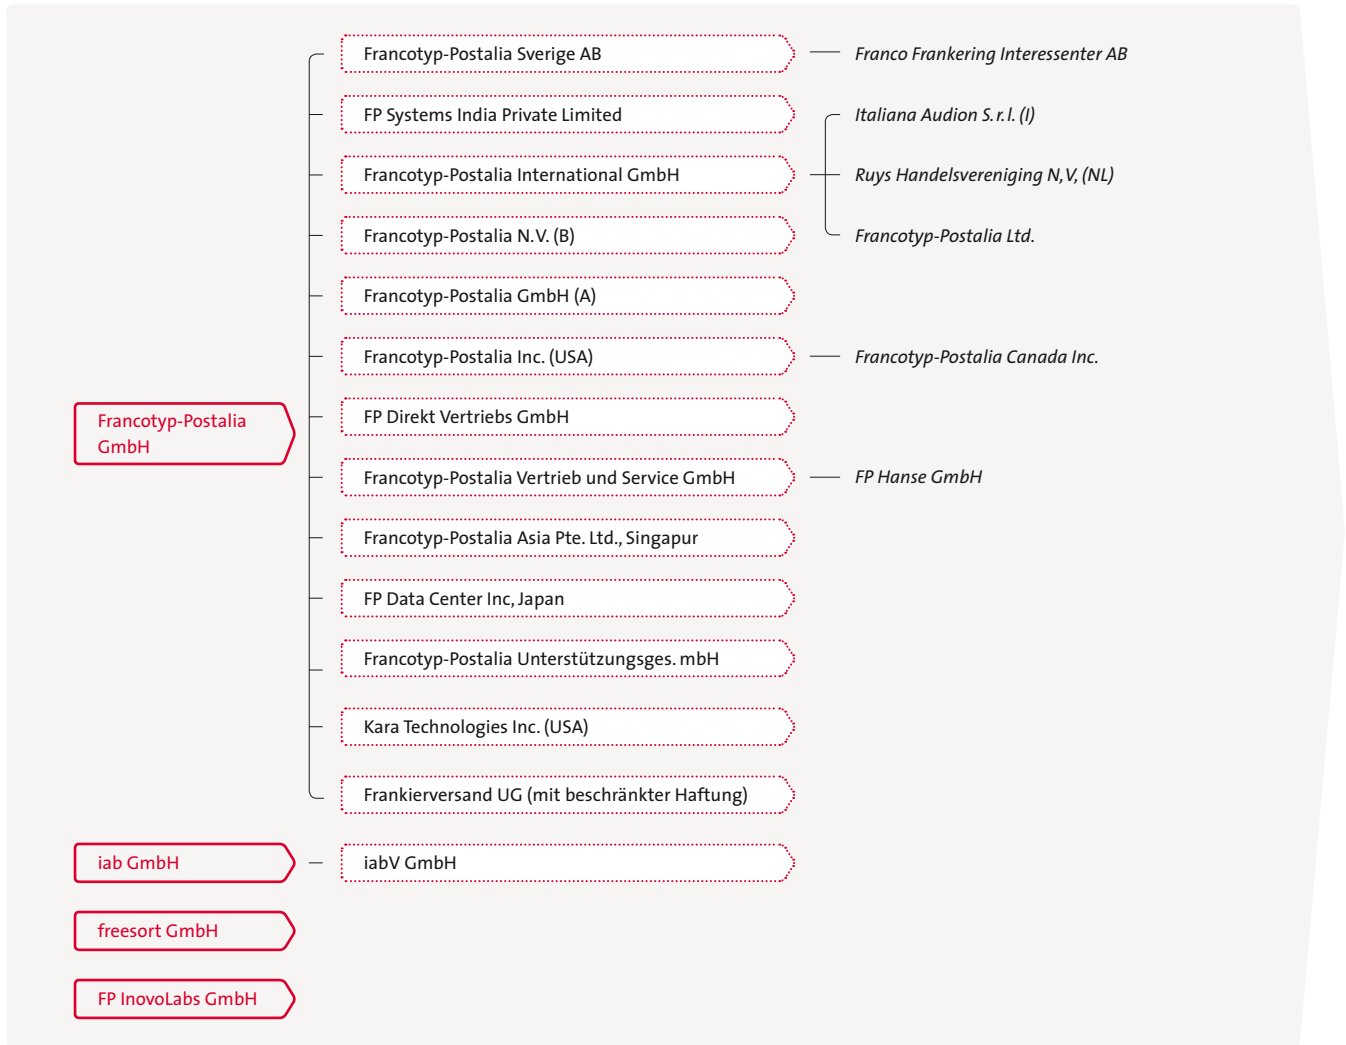 Francotyp-Postalia Sverige AB
Franco Frankering Interessenter AB
FP Systems India Private Limited
Italiana Audion S.r.l. (I)
Francotyp-Postalia International GmbH
Ruys Handelsvereniging N,V, (NL)
Francotyp-Postalia N.V. (B)
Francotyp-Postalia Ltd.
Francotyp-Postalia GmbH (A)
Francotyp-Postalia Inc. (USA)
Francotyp-Postalia Canada Inc.
Francotyp-Postalia
GmbH
FP Direkt Vertriebs GmbH
Francotyp-Postalia Vertrieb und Service GmbH
FP Hanse GmbH
Francotyp-Postalia Asia Pte. Ltd., Singapur
FP Data Center Inc, Japan
Francotyp-Postalia Unterstützungsges. mbH
Kara Technologies Inc. (USA)
Frankierversand UG (mit beschränkter Haftung)
iab GmbH
iabV GmbH
freesort GmbH
FP InovoLabs GmbH